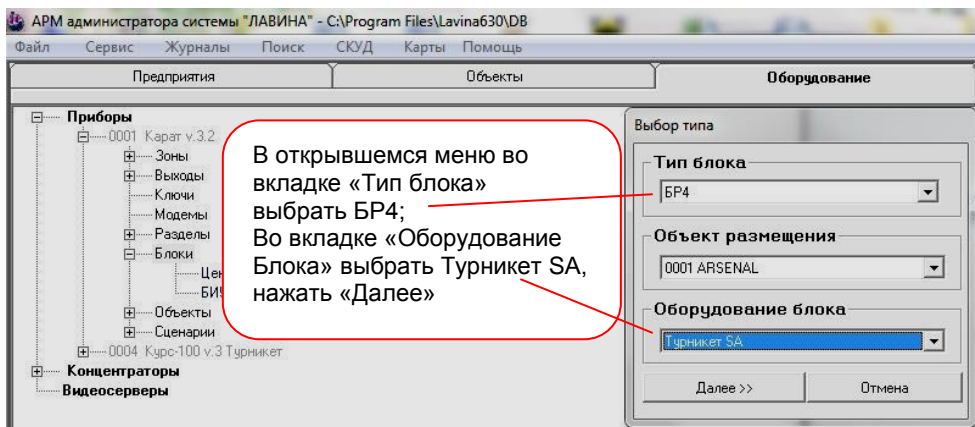 АРМ администратора системы "ЛАВИНА" - C:\Program Files\Lavina630\DB
Файл Сервис Журналы Поиск СКУД Карты Помощь
Предприятия Объекты Оборудование
Приборы
0001 Карат v.3.2
Зоны
Выходы
Ключи
Модемы
Разделы
Блоки
Цен
БИ
Объекты
Сценарии
0004 Курс-100 v.3 Турникет
Концентраторы
Видеосерверы
В открывшемся меню во
вкладке «Тип блока»
выбрать БР4;
Во вкладке «Оборудование
Блока» выбрать Турникет SA,
нажать «Далее»
Выбор типа
Тип блока
БР4
Объект размещения
0001 ARSENAL
Оборудование блока
Турникет SA
Далее >> Отмена